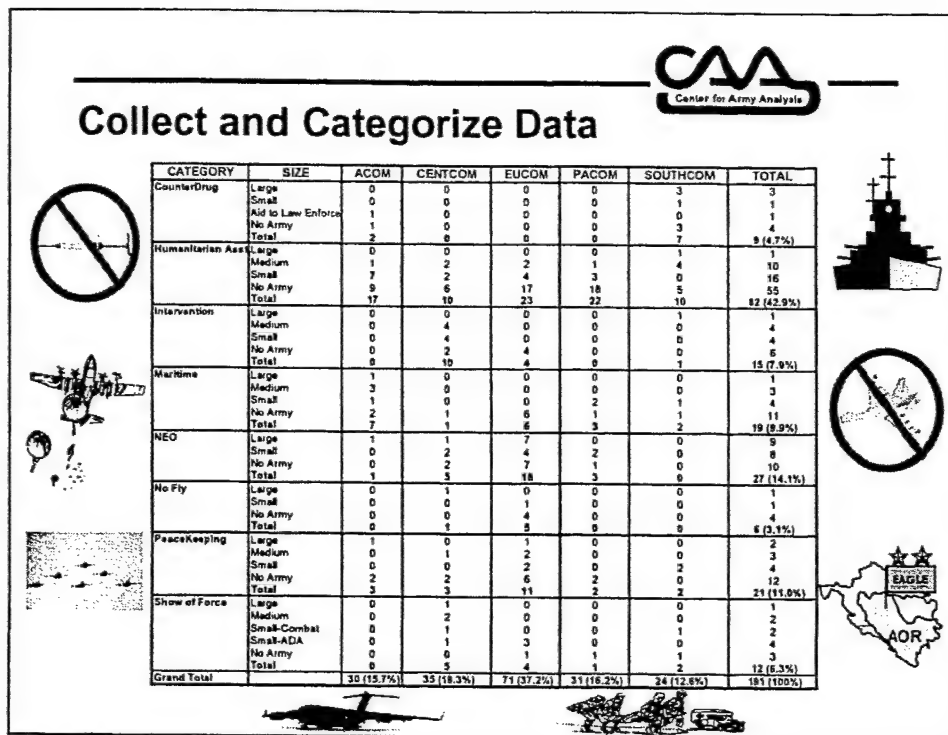 CAA
Center for Army Analysis
Collect and Categorize Data
CATEGORY SIZE ACOM CENTCOM EUCOM PACOM SOUTHCOM TOTAL
CounterDrug Large 0 0 0 0 3 3
Small 0 0 0 0 1 1
Aid to Law Enforce 1 0 0 0 0 1
No Army 1 0 0 0 3 4
Total 2 0 0 0 7 9 (4.7%)
Humanitarian Asst Large 0 0 0 0 1 1
Medium 1 2 2 1 4 10
Small 7 2 4 3 0 16
No Army 9 6 17 18 5 55
Total 17 10 23 22 10 82 (42.9%)
Intervention Large 0 0 0 0 1 1
Medium 0 4 0 0 0 4
Small 0 4 0 0 0 4
No Army 0 2 4 0 0 6
Total 0 10 4 0 1 15 (7.9%)
Maritime Large 1 0 0 0 0 1
Medium 3 0 0 0 0 3
Small 1 0 0 2 1 4
No Army 2 1 6 1 1 11
Total 7 1 6 3 2 19 (9.9%)
NEO Large 1 1 7 0 0 9
Small 0 2 4 2 0 8
No Army 0 2 7 1 0 10
Total 1 5 18 3 0 27 (14.1%)
No Fly Large 0 1 0 0 0 1
Small 0 0 1 0 0 1
No Army 0 0 4 0 0 4
Total 0 1 5 0 0 6 (3.1%)
PeaceKeeping Large 1 0 1 0 0 2
Medium 0 1 2 0 0 3
Small 0 0 2 0 2 4
No Army 2 2 6 2 0 12
Total 3 3 11 2 2 21 (11.0%)
Show of Force Large 0 1 0 0 0 1
Medium 0 2 0 0 0 2
Small-Combat 0 1 0 0 1 2
Small-ADA 0 1 3 0 0 4
No Army 0 0 1 1 1 3
Total 0 5 4 1 2 12 (6.3%)
Grand Total 30 (15.7%) 35 (18.3%) 71 (37.2%) 31 (16.2%) 24 (12.6%) 191 (100%)
EAGLE
AOR